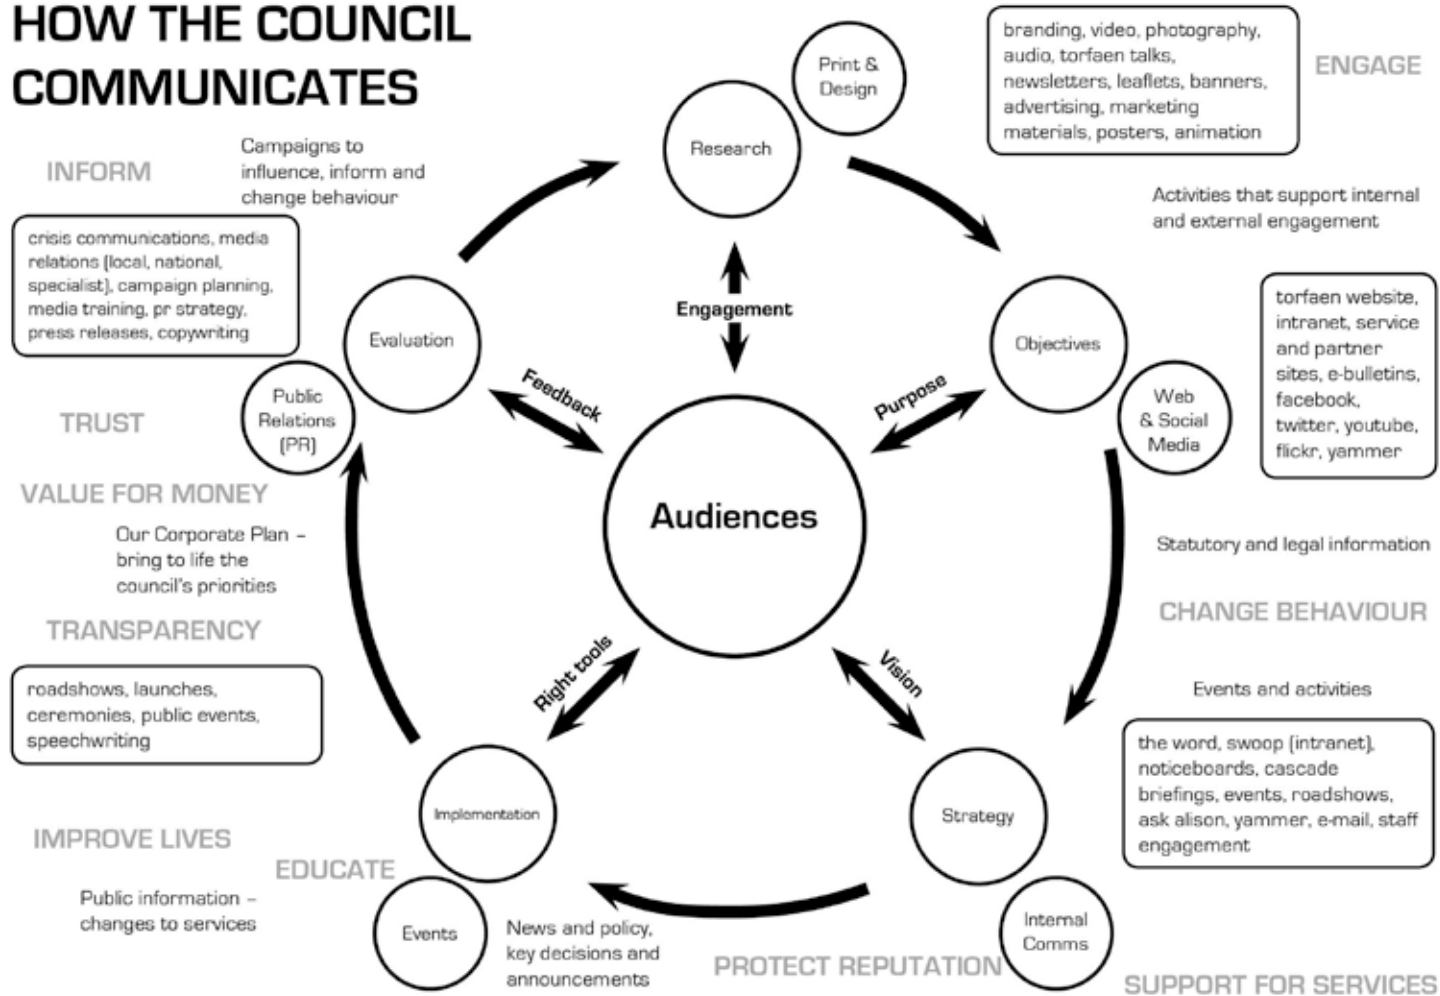 HOW THE COUNCIL
COMMUNICATES
INFORM
Campaigns to
influence, inform and
change behaviour
crisis communications, media
relations (local, national,
specialist), campaign planning,
media training, pr strategy,
press releases, copywriting
Print &
Design
Research
branding, video, photography,
audio, torfaen talks,
newsletters, leaflets, banners,
advertising, marketing
materials, posters, animation
ENGAGE
Activities that support internal
and external engagement
Engagement
Evaluation
Feedback
Public
Relations
(PR)
Purpose
Objectives
Web
& Social
Media
torfaen website,
intranet, service
and partner
sites, e-bulletins,
facebook,
twitter, youtube,
flickr, yammer
TRUST
VALUE FOR MONEY
Our Corporate Plan –
bring to life the
council's priorities
Audiences
Statutory and legal information
CHANGE BEHAVIOUR
TRANSPARENCY
roadshows, launches,
ceremonies, public events,
speechwriting
Right tools
Vision
Events and activities
the word, swoop (intranet),
noticeboards, cascade
briefings, events, roadshows,
ask alison, yammer, e-mail, staff
engagement
Implementation
Strategy
IMPROVE LIVES
EDUCATE
Public information –
changes to services
Events
News and policy,
key decisions and
announcements
PROTECT REPUTATION
Internal
Comms
SUPPORT FOR SERVICES